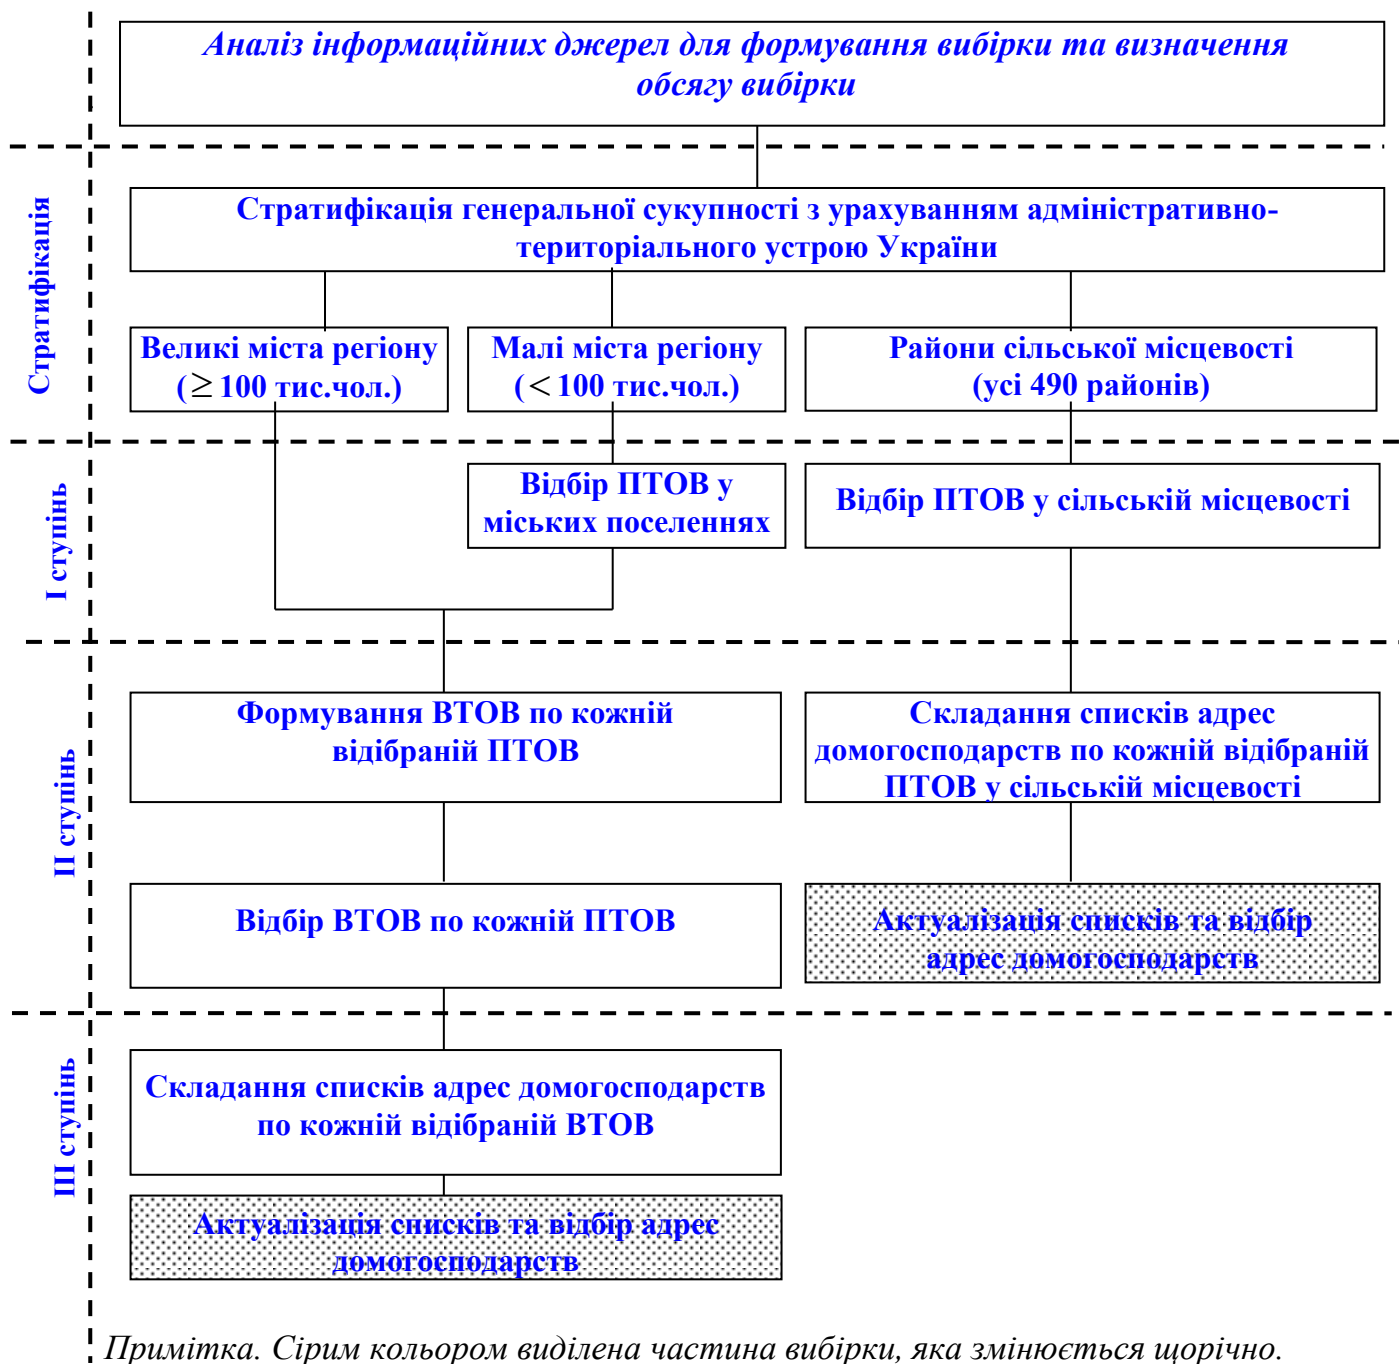 Аналіз інформаційних джерел для формування вибірки та визначення
обсягу вибірки
Стратифікація
Стратифікація генеральної сукупності з урахуванням адміністративно-
територіального устрою України
Великі міста регіону
(≥ 100 тис.чол.)
Малі міста регіону
(< 100 тис.чол.)
Райони сільської місцевості
(усі 490 районів)
І ступінь
Відбір ПТОВ у
міських поселеннях
Відбір ПТОВ у сільській місцевості
ІІ ступінь
Формування ВТОВ по кожній
відібраній ПТОВ
Складання списків адрес
домогосподарств по кожній відібраній
ПТОВ у сільській місцевості
Відбір ВТОВ по кожній ПТОВ
Актуалізація списків та відбір
адрес домогосподарств
ІІІ ступінь
Складання списків адрес домогосподарств
по кожній відібраній ВТОВ
Актуалізація списків та відбір адрес
домогосподарств
Примітка. Сірим кольором виділена частина вибірки, яка змінюється щорічно.